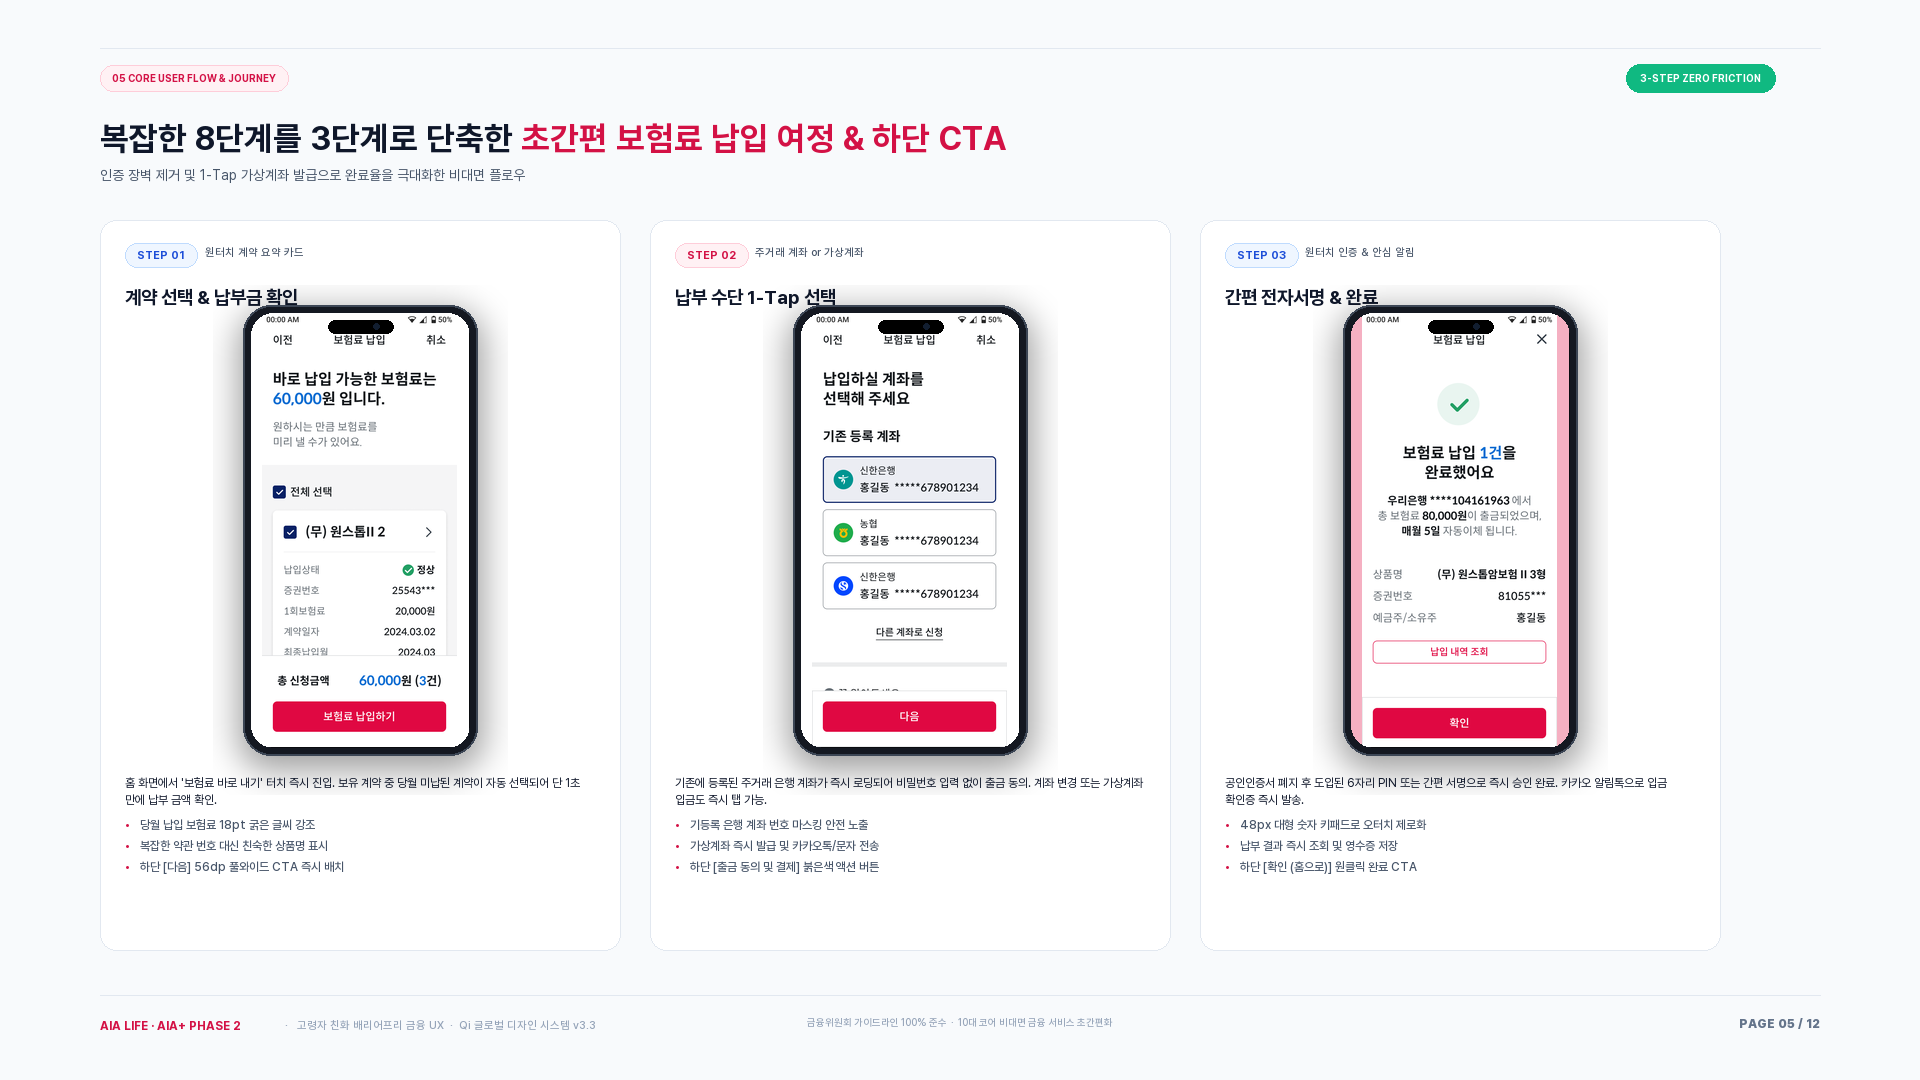 05 CORE USER FLOW & JOURNEY
3-STEP ZERO FRICTION
복잡한 8단계를 3단계로 단축한 초간편 보험료 납입 여정 & 하단 CTA
인증 장벽 제거 및 1-Tap 가상계좌 발급으로 완료율을 극대화한 비대면 플로우
STEP 01 원터치 계약 요약 카드
계약 선택 & 납부금 확인
00:00 AM 50%
이전 보험료 납입 취소
바로 납입 가능한 보험료는
60,000원 입니다.
원하시는 만큼 보험료를
미리 낼 수가 있어요.
전체 선택
(무) 원스톱II 2
납입상태 정상
증권번호 25543***
1회보험료 20,000원
계약일자 2024.03.02
최종납입월 2024.03
총 신청금액 60,000원 (3건)
보험료 납입하기
홈 화면에서 '보험료 바로 내기' 터치 즉시 진입. 보유 계약 중 당월 미납된 계약이 자동 선택되어 단 1초
만에 납부 금액 확인.
• 당월 납입 보험료 18pt 굵은 글씨 강조
• 복잡한 약관 번호 대신 친숙한 상품명 표시
• 하단 [다음] 56dp 풀와이드 CTA 즉시 배치
STEP 02 주거래 계좌 or 가상계좌
납부 수단 1-Tap 선택
00:00 AM 50%
이전 보험료 납입 취소
납입하실 계좌를
선택해 주세요
기존 등록 계좌
신한은행
홍길동 *****678901234
농협
홍길동 *****678901234
신한은행
홍길동 *****678901234
다른 계좌로 신청
다음
기존에 등록된 주거래 은행 계좌가 즉시 로딩되어 비밀번호 입력 없이 출금 동의. 계좌 변경 또는 가상계좌
입금도 즉시 탭 가능.
• 기등록 은행 계좌 번호 마스킹 안전 노출
• 가상계좌 즉시 발급 및 카카오톡/문자 전송
• 하단 [출금 동의 및 결제] 붉은색 액션 버튼
STEP 03 원터치 인증 & 안심 알림
간편 전자서명 & 완료
00:00 AM 50%
보험료 납입
보험료 납입 1건을
완료했어요
우리은행 ****104161963 에서
총 보험료 80,000원이 출금되었으며,
매월 5일 자동이체 됩니다.
상품명 (무) 원스톱암보험 II 3형
증권번호 81055***
예금주/소유주 홍길동
납입 내역 조회
확인
공인인증서 폐지 후 도입된 6자리 PIN 또는 간편 서명으로 즉시 승인 완료. 카카오 알림톡으로 입금
확인증 즉시 발송.
• 48px 대형 숫자 키패드로 오터치 제로화
• 납부 결과 즉시 조회 및 영수증 저장
• 하단 [확인 (홈으로)] 원클릭 완료 CTA
AIA LIFE · AIA+ PHASE 2 · 고령자 친화 배리어프리 금융 UX · Qi 글로벌 디자인 시스템 v3.3
금융위원회 가이드라인 100% 준수 · 10대 코어 비대면 금융 서비스 초간편화
PAGE 05 / 12